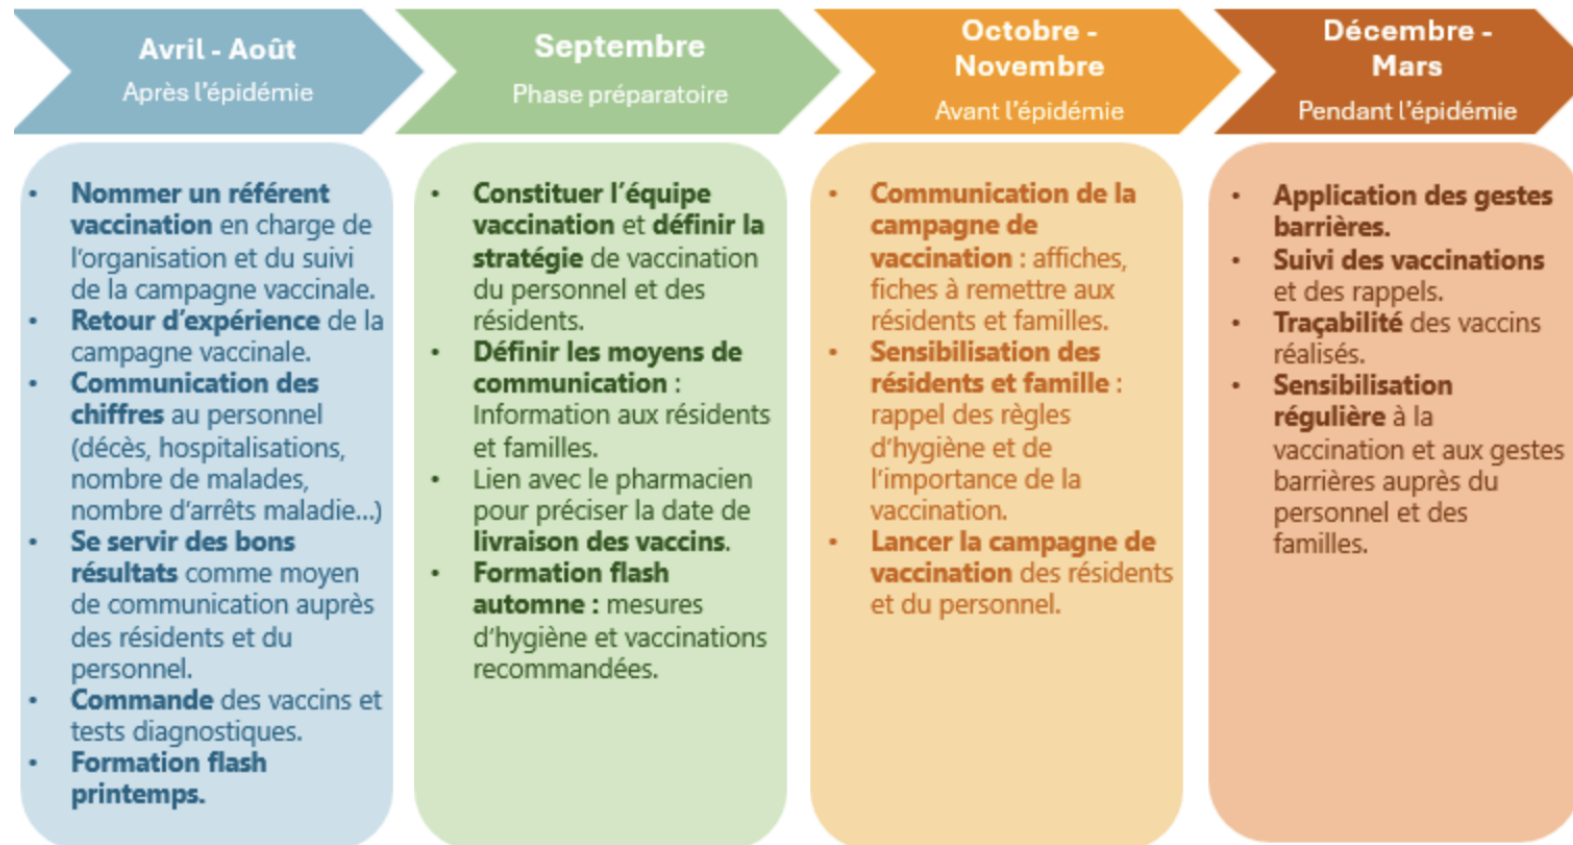 Avril - Août
Après l'épidémie
Septembre
Phase préparatoire
Octobre -
Novembre
Avant l'épidémie
Décembre -
Mars
Pendant l'épidémie
• Nommer un référent
vaccination en charge de
l'organisation et du suivi
de la campagne vaccinale.
• Retour d'expérience de la
campagne vaccinale.
• Communication des
chiffres au personnel
(décès, hospitalisations,
nombre de malades,
nombre d'arrêts maladie...)
• Se servir des bons
résultats comme moyen
de communication auprès
des résidents et du
personnel.
• Commande des vaccins et
tests diagnostiques.
• Formation flash
printemps.
• Constituer l'équipe
vaccination et définir la
stratégie de vaccination
du personnel et des
résidents.
• Définir les moyens de
communication :
Information aux résidents
et familles.
• Lien avec le pharmacien
pour préciser la date de
livraison des vaccins.
• Formation flash
automne : mesures
d'hygiène et vaccinations
recommandées.
• Communication de la
campagne de
vaccination : affiches,
fiches à remettre aux
résidents et familles.
• Sensibilisation des
résidents et famille :
rappel des règles
d'hygiène et de
l'importance de la
vaccination.
• Lancer la campagne de
vaccination des résidents
et du personnel.
• Application des gestes
barrières.
• Suivi des vaccinations
et des rappels.
• Traçabilité des vaccins
réalisés.
• Sensibilisation
régulière à la
vaccination et aux gestes
barrières auprès du
personnel et des
familles.